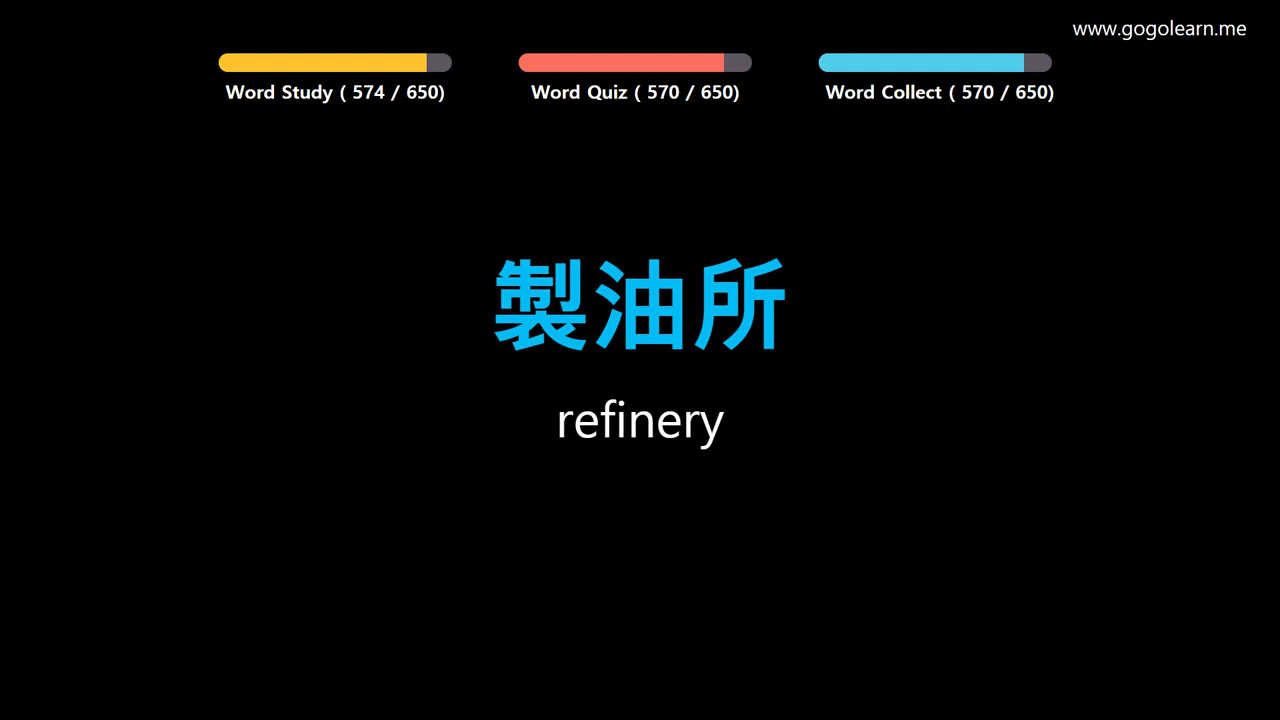 www.gogolearn.me
Word Study ( 574 / 650)
Word Quiz ( 570 / 650)
Word Collect ( 570 / 650)
製油所
refinery